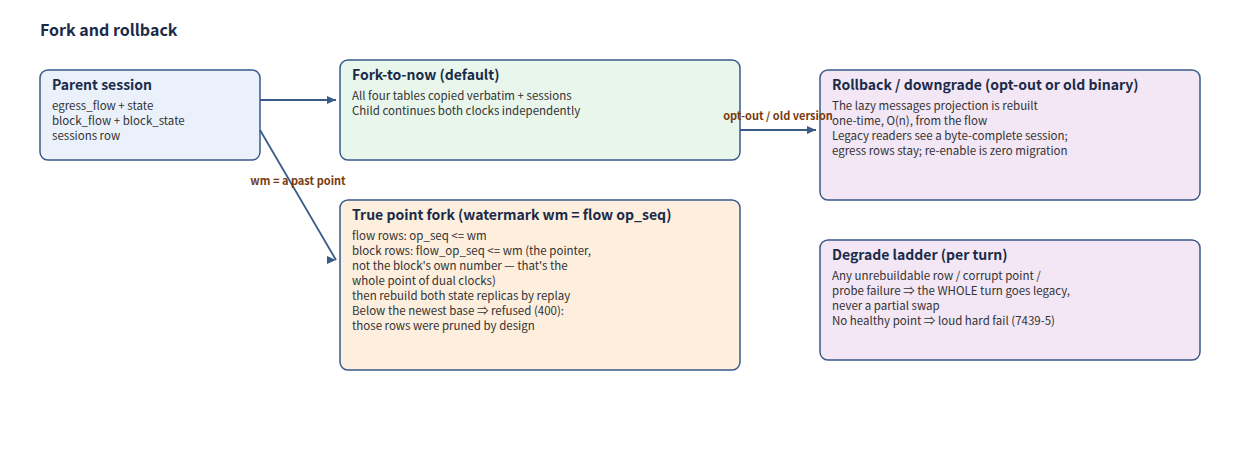 Fork and rollback
Parent session
egress_flow + state
block_flow + block_state
sessions row
Fork-to-now (default)
All four tables copied verbatim + sessions
Child continues both clocks independently
opt-out / old version
Rollback / downgrade (opt-out or old binary)
The lazy messages projection is rebuilt
one-time, O(n), from the flow
Legacy readers see a byte-complete session;
egress rows stay; re-enable is zero migration
wm = a past point
True point fork (watermark wm = flow op_seq)
flow rows: op_seq <= wm
block rows: flow_op_seq <= wm (the pointer,
not the block's own number — that's the
whole point of dual clocks)
then rebuild both state replicas by replay
Below the newest base ⇒ refused (400):
those rows were pruned by design
Degrade ladder (per turn)
Any unrebuildable row / corrupt point /
probe failure ⇒ the WHOLE turn goes legacy,
never a partial swap
No healthy point ⇒ loud hard fail (7439-5)